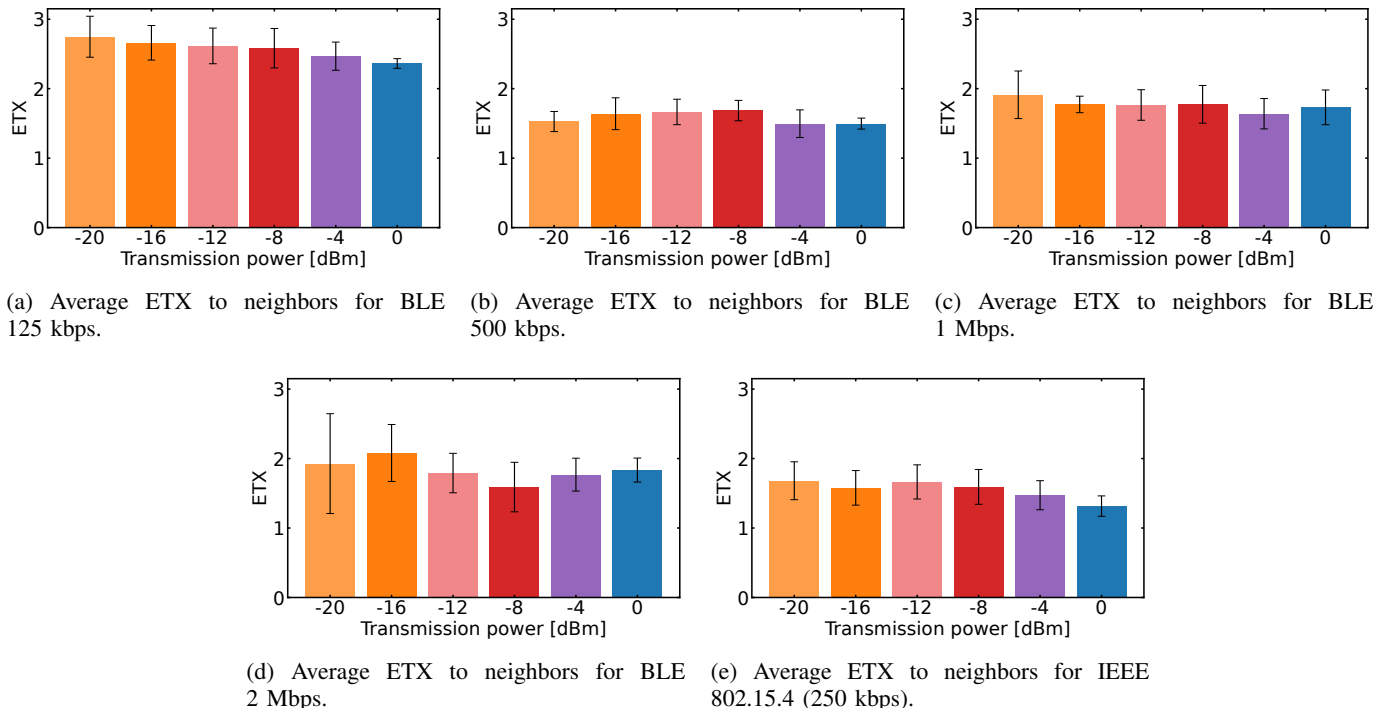 3
2
1
0
ETX
-20 -16 -12 -8 -4 0
Transmission power [dBm]
(a) Average ETX to neighbors for BLE
125 kbps.
3
2
1
0
ETX
-20 -16 -12 -8 -4 0
Transmission power [dBm]
(b) Average ETX to neighbors for BLE
500 kbps.
3
2
1
0
ETX
-20 -16 -12 -8 -4 0
Transmission power [dBm]
(c) Average ETX to neighbors for BLE
1 Mbps.
3
2
1
0
ETX
-20 -16 -12 -8 -4 0
Transmission power [dBm]
(d) Average ETX to neighbors for BLE
2 Mbps.
3
2
1
0
ETX
-20 -16 -12 -8 -4 0
Transmission power [dBm]
(e) Average ETX to neighbors for IEEE
802.15.4 (250 kbps).